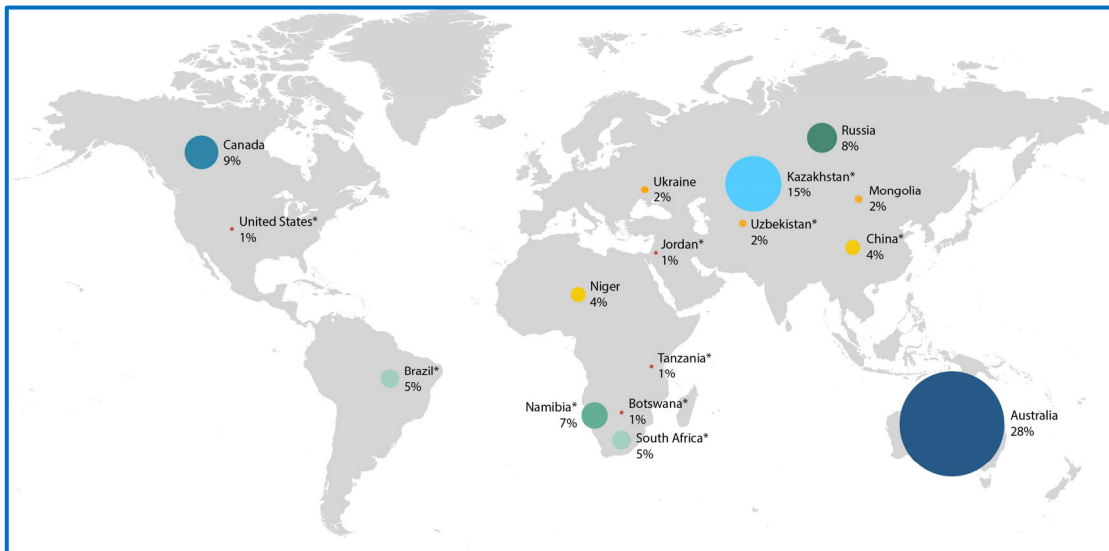 Canada
9%
United States*
1%
Brazil*
5%
Ukraine
2%
Jordan*
1%
Niger
4%
Tanzania*
1%
Namibia*
7%
Botswana*
1%
South Africa*
5%
Russia
8%
Kazakhstan*
15%
Mongolia
2%
Uzbekistan*
2%
China*
4%
Australia
28%